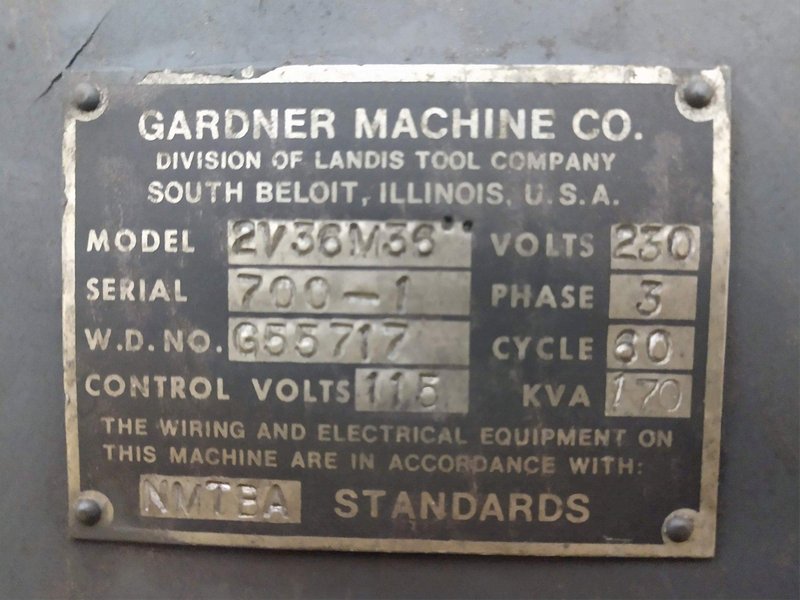 GARDNER MACHINE CO.
DIVISION OF LANDIS TOOL COMPANY
SOUTH BELOIT, ILLINOIS, U.S.A.
MODEL 2V36M36" VOLTS 230
SERIAL 700-1 PHASE 3
W.D. NO. G55717 CYCLE 60
CONTROL VOLTS 115 KVA 170
THE WIRING AND ELECTRICAL EQUIPMENT ON
THIS MACHINE ARE IN ACCORDANCE WITH:
NMTBA STANDARDS